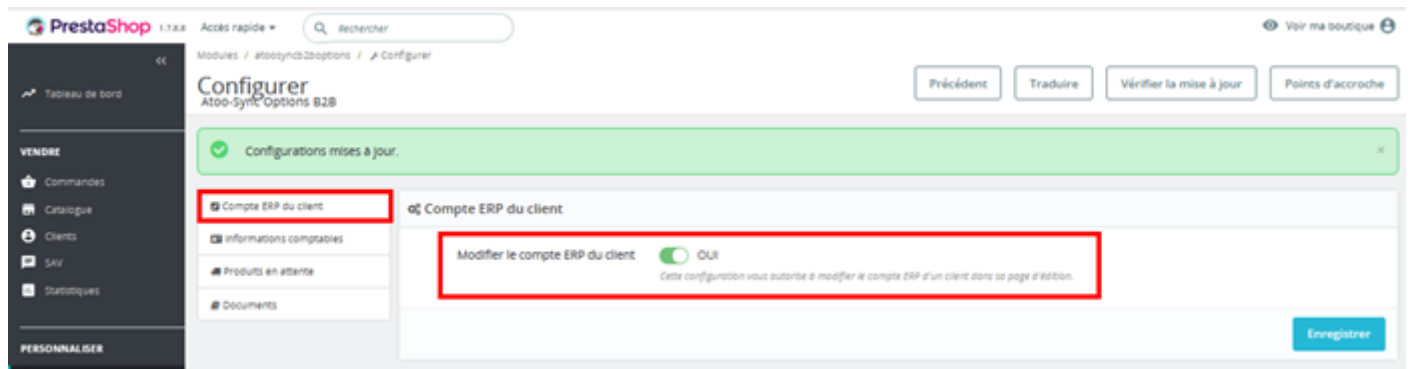 PrestaShop 1.7.8.8 Accès rapide Rechercher Voir ma boutique
Modules / atoosyncb2boptions / Configurer
Configurer
Atoo-Sync Options B2B
Précédent Traduire Vérifier la mise à jour Points d'accroche
Tableau de bord
VENDRE
Commandes
Catalogue
Clients
SAV
Statistiques
PERSONNALISER
Configurations mises à jour.
Compte ERP du client
Informations comptables
Produits en attente
Documents
Compte ERP du client
Modifier le compte ERP du client OUI
Cette configuration vous autorise à modifier le compte ERP d'un client dans sa page d'édition.
Enregistrer